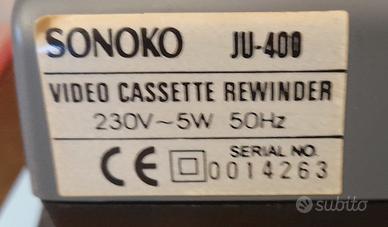 SONOKO JU-400
VIDEO CASSETTE REWINDER
230V~5W 50Hz
SERIAL NO.
CE 0014263
subito